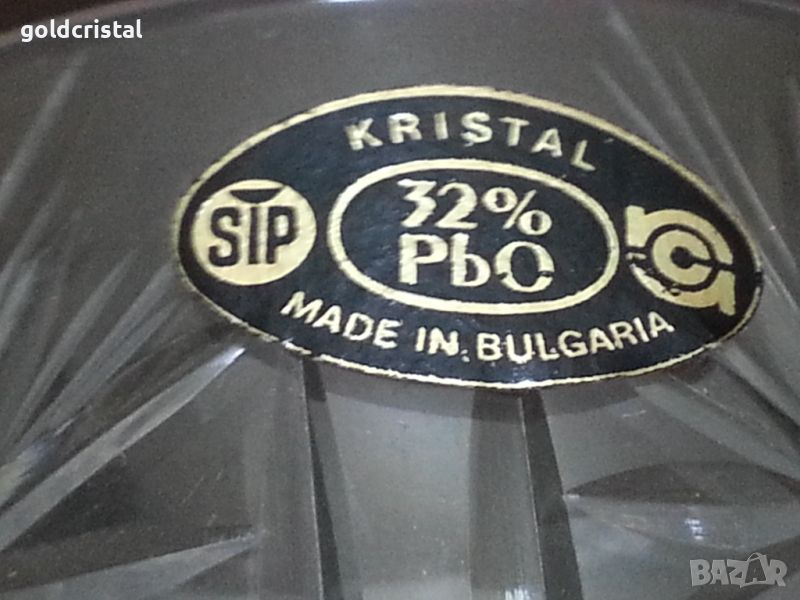 goldcristal
KRISTAL
SIP
32%
PbO
MADE IN BULGARIA
BAZAR